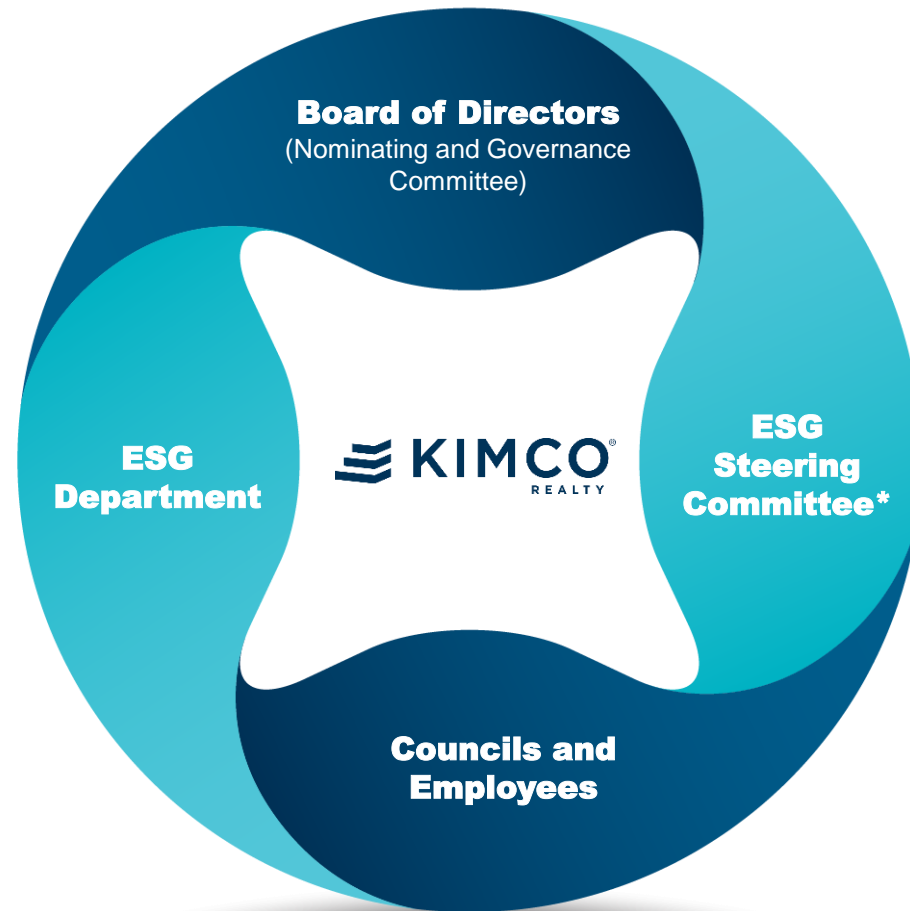 Board of Directors
(Nominating and Governance
Committee)
ESG
Steering
Committee*
ESG
Department
KIMCO®
REALTY
Councils and
Employees